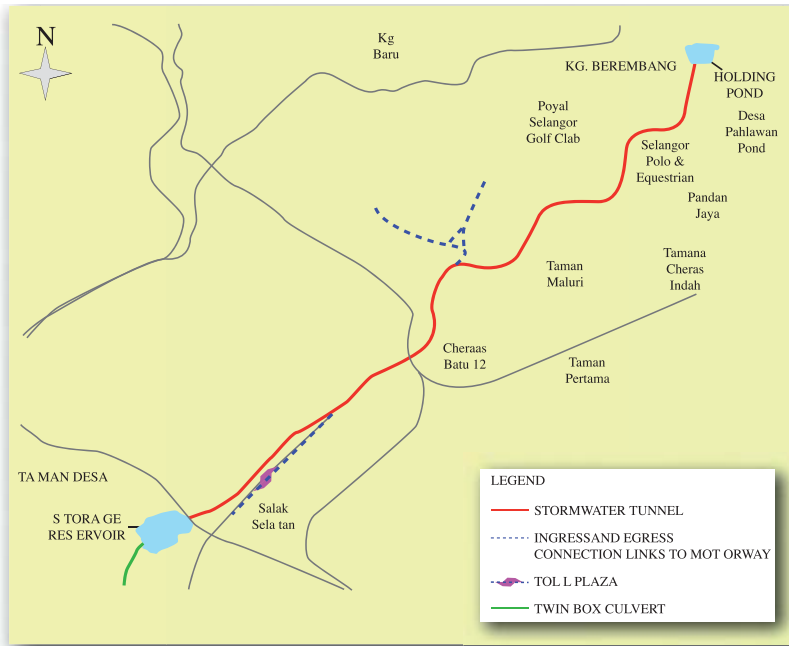 N
Kg
Baru
KG. BEREMBANG
HOLDING
POND
Poyal
Selangor
Golf Clab
Desa
Pahlawan
Pond
Selangor
Polo &
Equestrian
Pandan
Jaya
Tamana
Cheras
Indah
Taman
Maluri
Cheraas
Batu 12
Taman
Pertama
TA MAN DESA
S TORA GE
RES ERVOIR
Salak
Sela tan
LEGEND
STORMWATER TUNNEL
INGRESSAND EGRESS
CONNECTION LINKS TO MOT ORWAY
TOL L PLAZA
TWIN BOX CULVERT